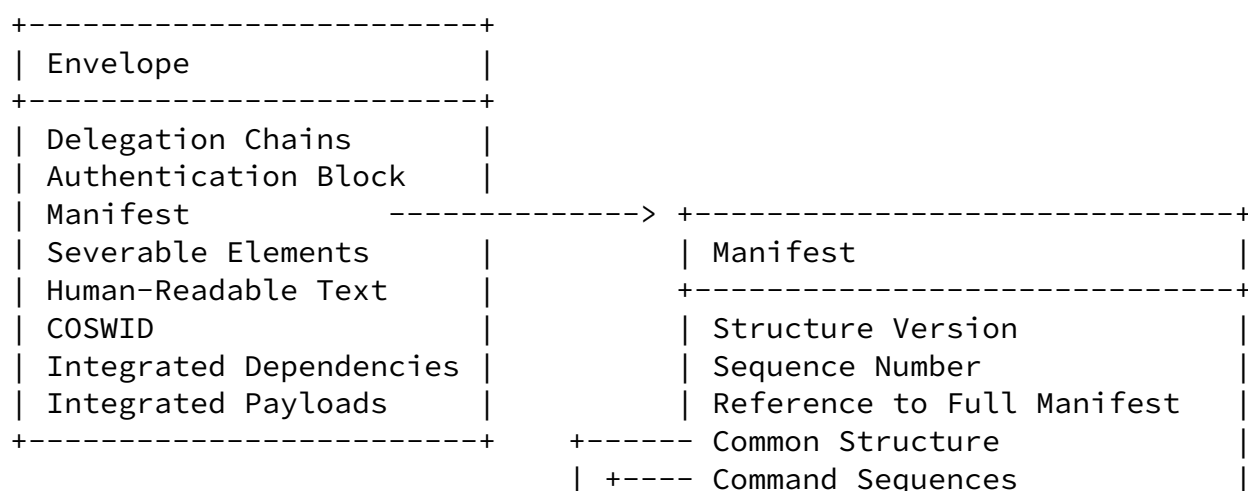 +-------------------------+
| Envelope                |
+-------------------------+
| Delegation Chains       |
| Authentication Block    |
| Manifest           --------------> +------------------------------+
| Severable Elements      |          | Manifest                     |
| Human-Readable Text     |          +------------------------------+
| COSWID                  |          | Structure Version            |
| Integrated Dependencies |          | Sequence Number              |
| Integrated Payloads     |          | Reference to Full Manifest   |
+-------------------------+    +------ Common Structure             |
                               | +---- Command Sequences            |